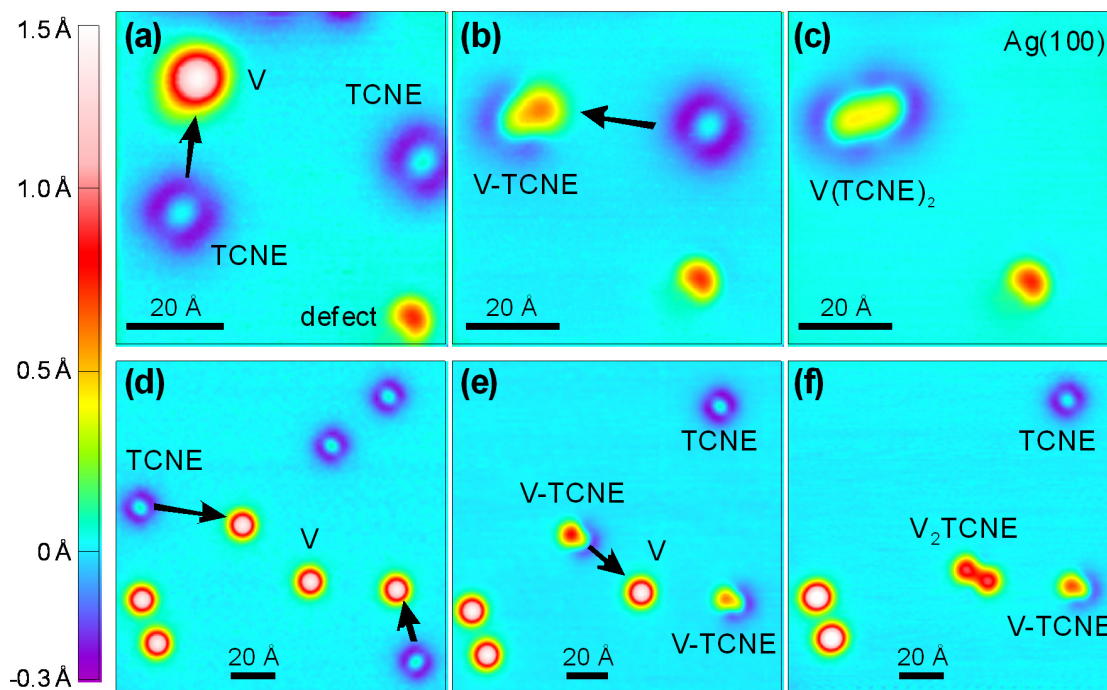 1.5 Å
1.0 Å
0.5 Å
0 Å
-0.3 Å
(a)
V
TCNE
TCNE
defect
20 Å
(b)
V-TCNE
20 Å
(c)
Ag(100)
V(TCNE)₂
20 Å
(d)
TCNE
V
20 Å
(e)
TCNE
V-TCNE
V
V-TCNE
20 Å
(f)
TCNE
V₂TCNE
V-TCNE
20 Å